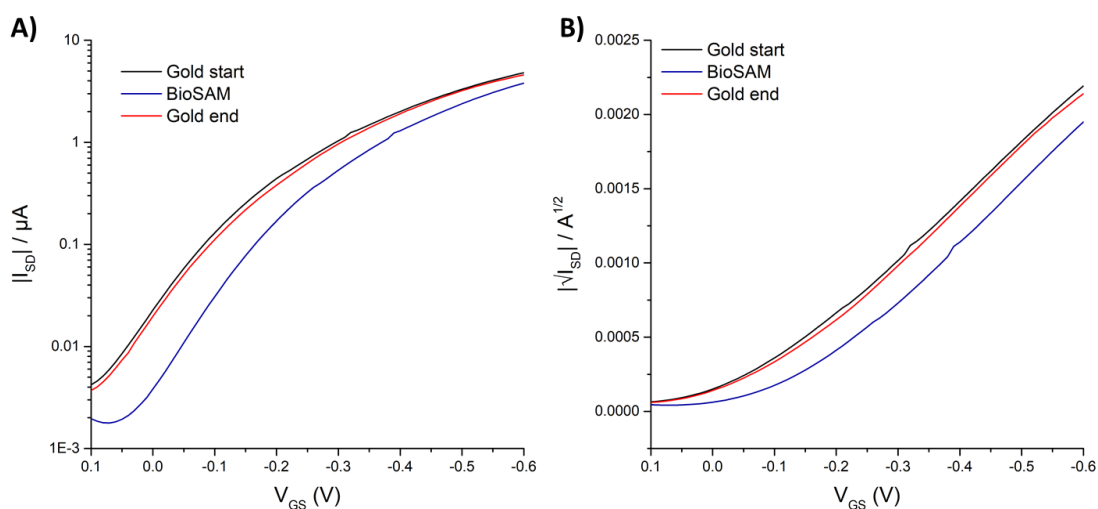 A)
10
1
0.1
0.01
1E-3
|I_SD| / µA
Gold start
BioSAM
Gold end
0.1
0.0
-0.1
-0.2
-0.3
-0.4
-0.5
-0.6
V_GS (V)
B)
0.0025
0.0020
0.0015
0.0010
0.0005
0.0000
|√I_SD| / A^1/2
Gold start
BioSAM
Gold end
0.1
0.0
-0.1
-0.2
-0.3
-0.4
-0.5
-0.6
V_GS (V)